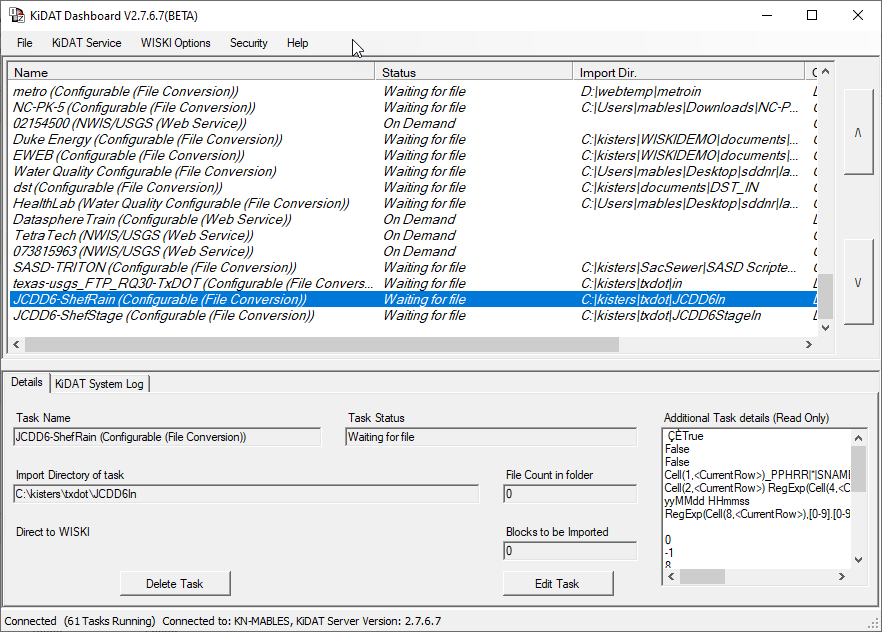 KiDAT Dashboard V2.7.6.7(BETA)
File KiDAT Service WISKI Options Security Help
Name Status Import Dir.
metro (Configurable (File Conversion)) Waiting for file D:\webtemp\metroin
NC-PK-5 (Configurable (File Conversion)) Waiting for file C:\Users\mables\Downloads\NC-P...
02154500 (NWIS/USGS (Web Service)) On Demand
Duke Energy (Configurable (File Conversion)) Waiting for file C:\kisters\WISKIDEMO\documents\...
EWEB (Configurable (File Conversion)) Waiting for file C:\kisters\WISKIDEMO\documents\...
Water Quality Configurable (File Conversion) Waiting for file C:\Users\mables\Desktop\sddnr\la...
dst (Configurable (File Conversion)) Waiting for file C:\kisters\documents\DST_IN
HealthLab (Water Quality Configurable (File Conversion)) Waiting for file C:\Users\mables\Desktop\sddnr\la...
DatasphereTrain (Configurable (Web Service)) On Demand
TetraTech (NWIS/USGS (Web Service)) On Demand
073815963 (NWIS/USGS (Web Service)) On Demand
SASD-TRITON (Configurable (File Conversion)) Waiting for file C:\kisters\SacSewer\SASD Scripte...
texas-usgs_FTP_RQ30-TxDOT (Configurable (File Convers... Waiting for file C:\kisters\txdot\in
JCDD6-ShefRain (Configurable (File Conversion)) Waiting for file C:\kisters\txdot\JCDD6In
JCDD6-ShefStage (Configurable (File Conversion)) Waiting for file C:\kisters\txdot\JCDD6StageIn
Details KiDAT System Log
Task Name Task Status Additional Task details (Read Only)
JCDD6-ShefRain (Configurable (File Conversion)) Waiting for file
ÇÈTrue
False
False
Cell(1,<CurrentRow>)_PPHRR|*|SNAM
Cell(2,<CurrentRow>) RegExp(Cell(4,<C
yyMMdd HHmmss
RegExp(Cell(8,<CurrentRow>),[0-9].[0-9
0
-1
8
Import Directory of task File Count in folder
C:\kisters\txdot\JCDD6In 0
Direct to WISKI Blocks to be Imported
0
Delete Task Edit Task
Connected (61 Tasks Running) Connected to: KN-MABLES, KiDAT Server Version: 2.7.6.7